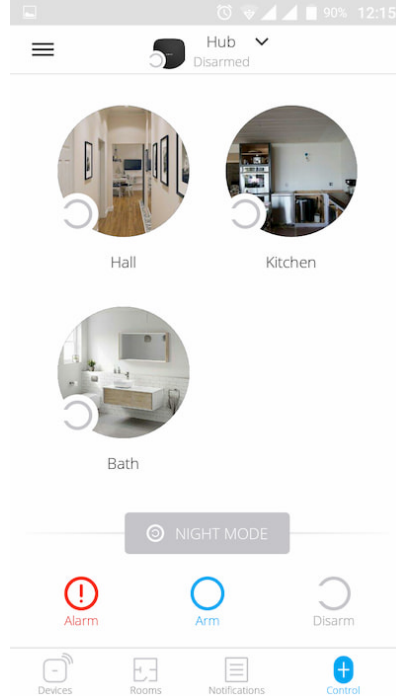 90% 12:15
Hub
Disarmed
Hall
Kitchen
Bath
NIGHT MODE
Alarm
Arm
Disarm
Devices
Rooms
Notifications
Control